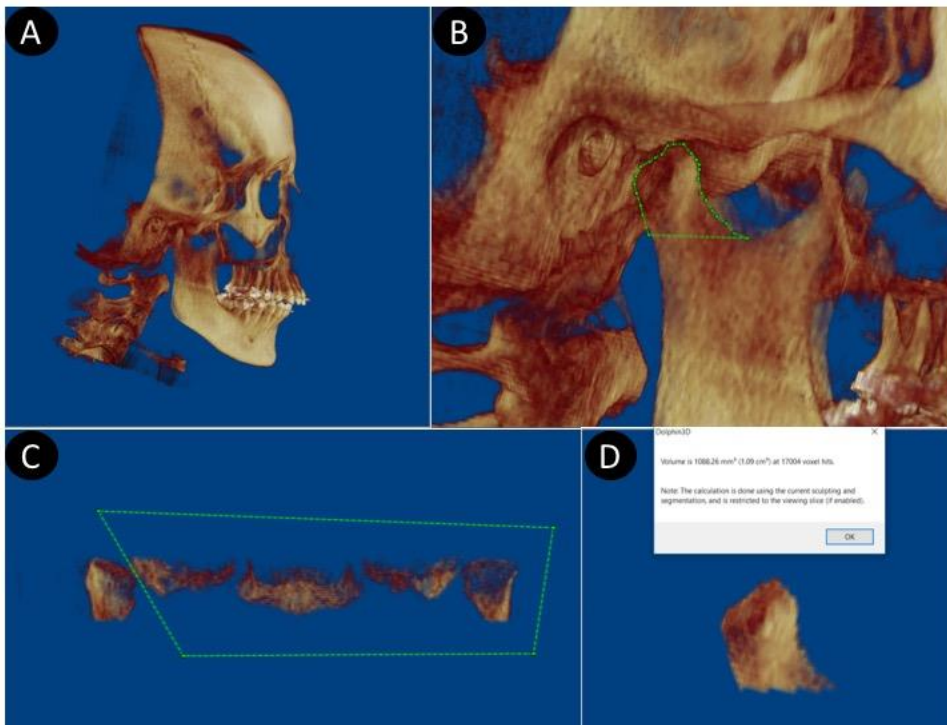 A
B
C
D
Dolphin3D
Volume is 1088.26 mm³ (1.09 cm³) at 17004 voxel hits.
Note: The calculation is done using the current sculpting and
segmentation, and is restricted to the viewing slice (if enabled).
OK